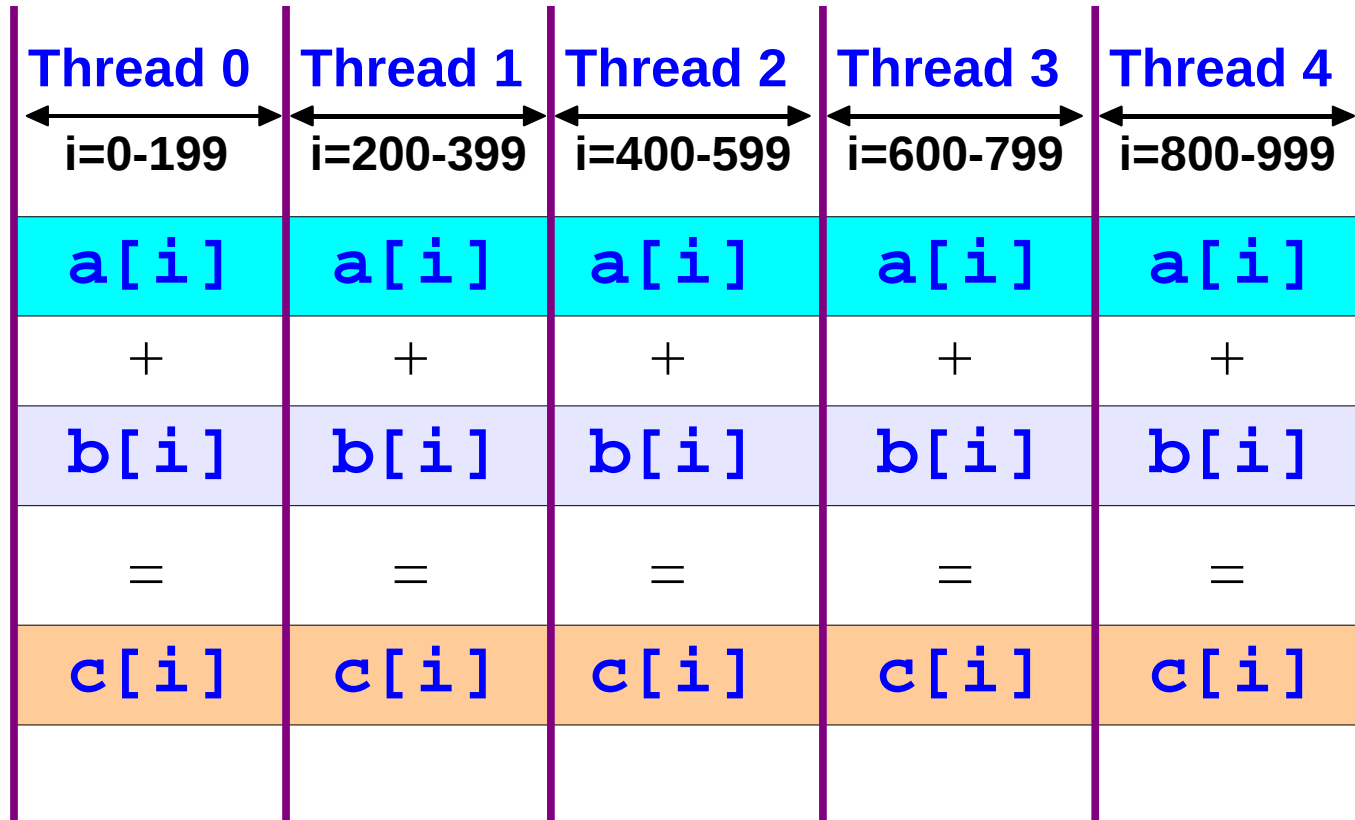 Thread 0 Thread 1 Thread 2 Thread 3 Thread 4
i=0-199 i=200-399 i=400-599 i=600-799 i=800-999
a[i] a[i] a[i] a[i] a[i]
+ + + + +
b[i] b[i] b[i] b[i] b[i]
= = = = =
c[i] c[i] c[i] c[i] c[i]